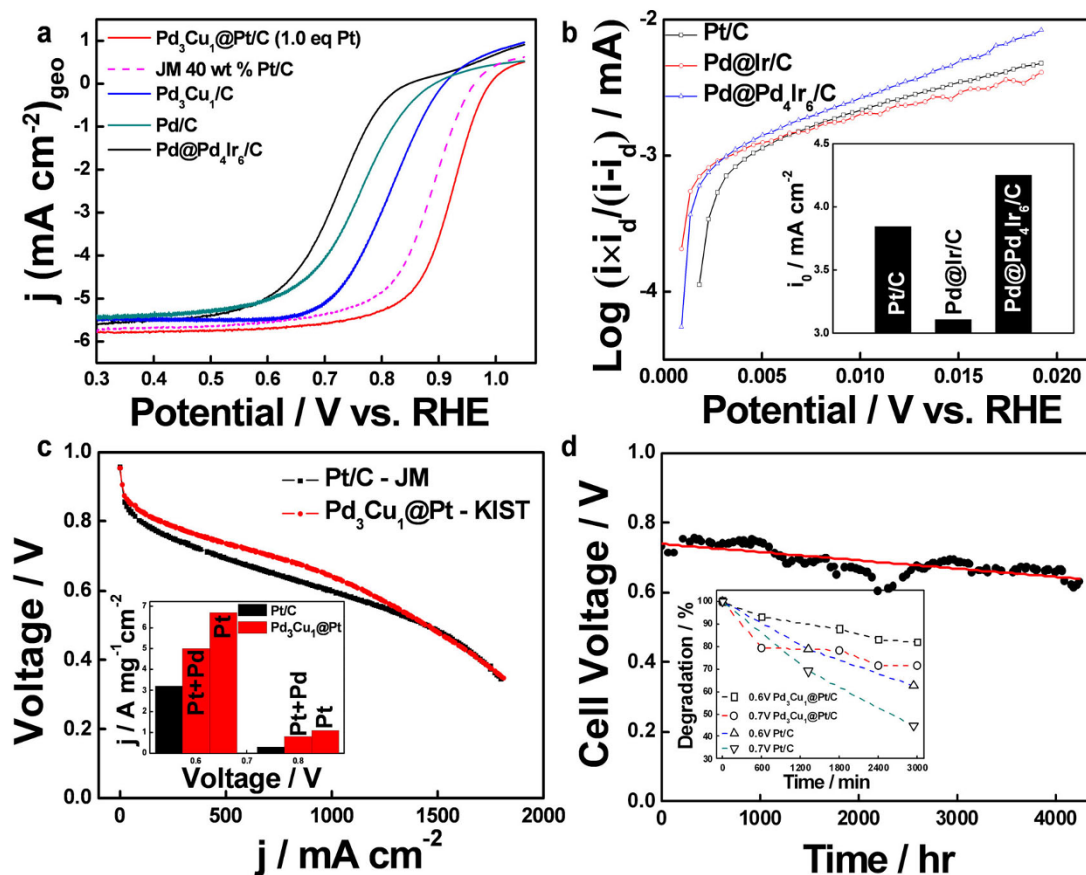 a
j (mA cm-2)geo
1
0
-1
-2
-3
-4
-5
-6
Pd3Cu1@Pt/C (1.0 eq Pt)
JM 40 wt % Pt/C
Pd3Cu1/C
Pd/C
Pd@Pd4Ir6/C
0.3 0.4 0.5 0.6 0.7 0.8 0.9 1.0
Potential / V vs. RHE
b
Log (i×id/(i-id) / mA)
-2
-3
-4
Pt/C
Pd@Ir/C
Pd@Pd4Ir6/C
i0 / mA cm-2
4.5
4.0
3.5
3.0
Pt/C
Pd@Ir/C
Pd@Pd4Ir6/C
0.000 0.005 0.010 0.015 0.020
Potential / V vs. RHE
c
Voltage / V
1.0
0.8
0.6
0.4
0.2
0.0
Pt/C - JM
Pd3Cu1@Pt - KIST
j / A mg-1cm-2
7
6
5
4
3
2
1
0
Pt/C
Pd3Cu1@Pt
Pt+Pd
Pt
Pt+Pd
Pt
0.6 0.8
Voltage / V
0 500 1000 1500 2000
j / mA cm-2
d
Cell Voltage / V
1.0
0.8
0.6
0.4
0.2
0.0
Degradation / %
100
90
80
70
60
50
40
30
0.6V Pd3Cu1@Pt/C
0.7V Pd3Cu1@Pt/C
0.6V Pt/C
0.7V Pt/C
0 600 1200 1800 2400 3000
Time / min
0 1000 2000 3000 4000
Time / hr